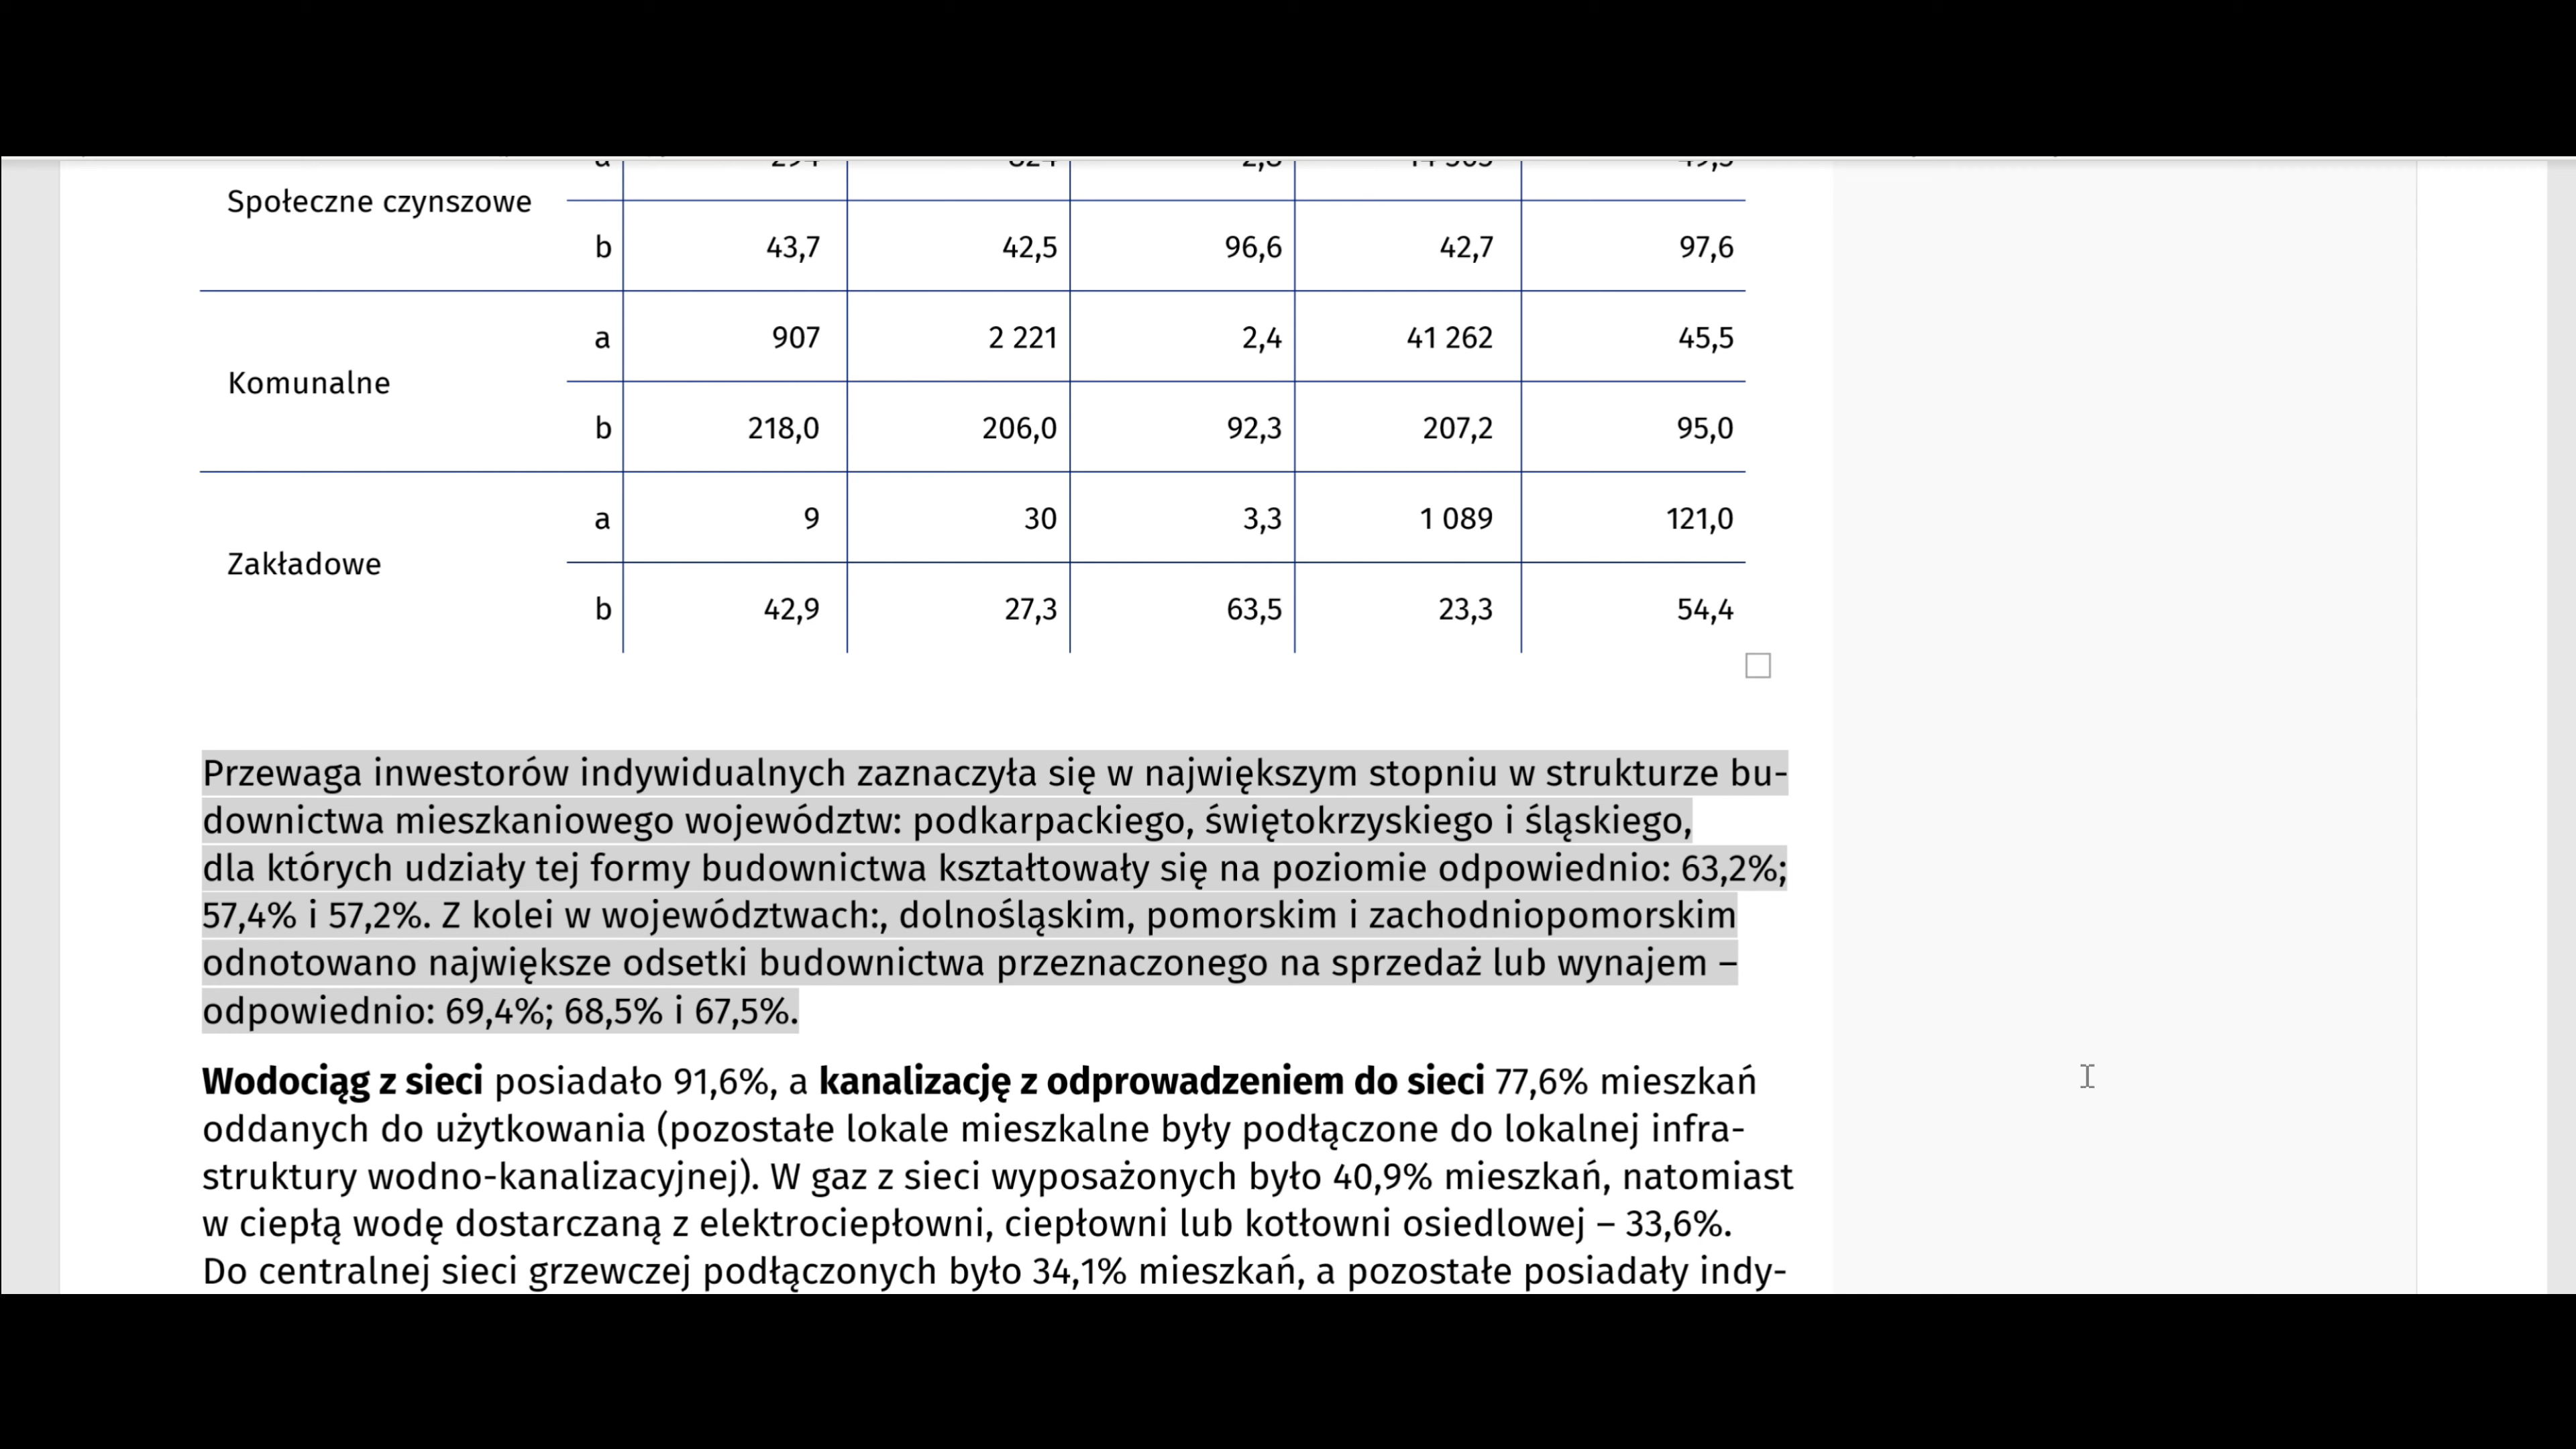 Społeczne czynszowe
b 43,7 42,5 96,6 42,7 97,6
Komunalne
a 907 2 221 2,4 41 262 45,5
b 218,0 206,0 92,3 207,2 95,0
Zakładowe
a 9 30 3,3 1 089 121,0
b 42,9 27,3 63,5 23,3 54,4
Przewaga inwestorów indywidualnych zaznaczyła się w największym stopniu w strukturze bu-
downictwa mieszkaniowego województw: podkarpackiego, świętokrzyskiego i śląskiego,
dla których udziały tej formy budownictwa kształtowały się na poziomie odpowiednio: 63,2%;
57,4% i 57,2%. Z kolei w województwach:, dolnośląskim, pomorskim i zachodniopomorskim
odnotowano największe odsetki budownictwa przeznaczonego na sprzedaż lub wynajem –
odpowiednio: 69,4%; 68,5% i 67,5%.
Wodociąg z sieci posiadało 91,6%, a kanalizację z odprowadzeniem do sieci 77,6% mieszkań
oddanych do użytkowania (pozostałe lokale mieszkalne były podłączone do lokalnej infra-
struktury wodno-kanalizacyjnej). W gaz z sieci wyposażonych było 40,9% mieszkań, natomiast
w ciepłą wodę dostarczaną z elektrociepłowni, ciepłowni lub kotłowni osiedlowej – 33,6%.
Do centralnej sieci grzewczej podłączonych było 34,1% mieszkań, a pozostałe posiadały indy-